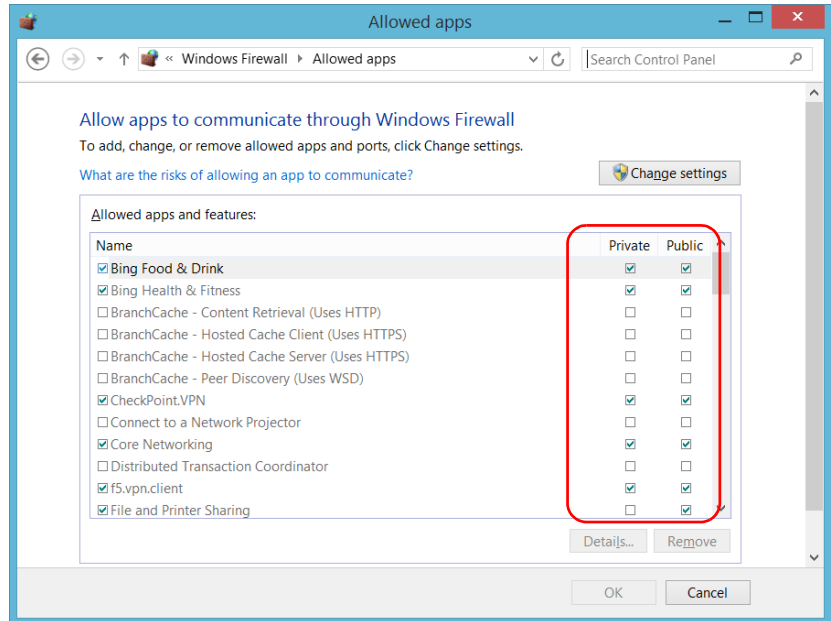 Allowed apps
« Windows Firewall Allowed apps
Search Control Panel
Allow apps to communicate through Windows Firewall
To add, change, or remove allowed apps and ports, click Change settings.
What are the risks of allowing an app to communicate?
Change settings
Allowed apps and features:
Name Private Public
Bing Food & Drink
Bing Health & Fitness
BranchCache - Content Retrieval (Uses HTTP)
BranchCache - Hosted Cache Client (Uses HTTPS)
BranchCache - Hosted Cache Server (Uses HTTPS)
BranchCache - Peer Discovery (Uses WSD)
CheckPoint.VPN
Connect to a Network Projector
Core Networking
Distributed Transaction Coordinator
f5.vpn.client
File and Printer Sharing
Details... Remove
OK Cancel